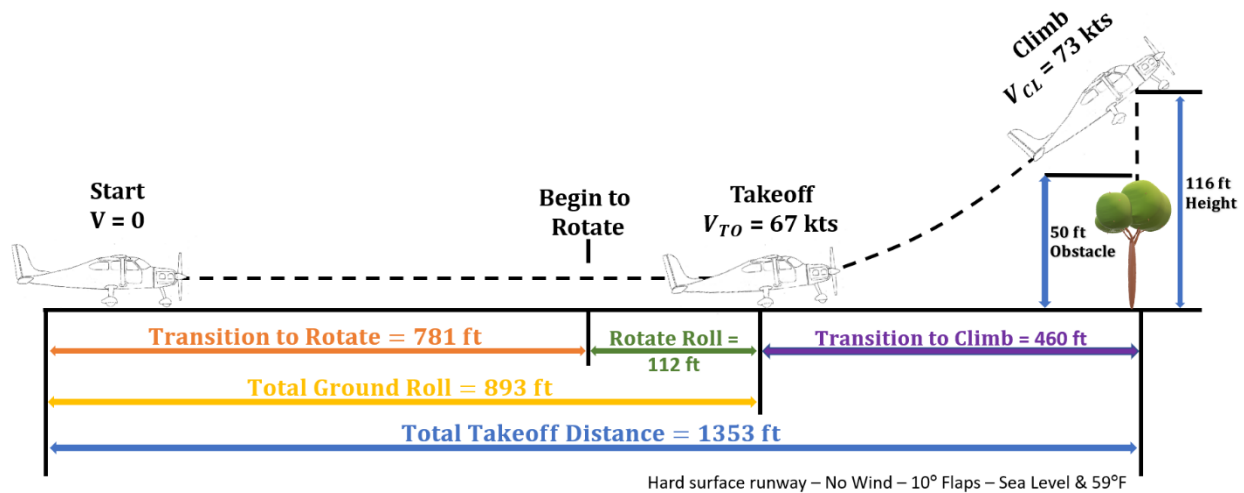 Start
V = 0
Begin to
Rotate
Takeoff
V_TO = 67 kts
Climb
V_CL = 73 kts
50 ft
Obstacle
116 ft
Height
Transition to Rotate = 781 ft
Rotate Roll =
112 ft
Transition to Climb = 460 ft
Total Ground Roll = 893 ft
Total Takeoff Distance = 1353 ft
Hard surface runway – No Wind – 10° Flaps – Sea Level & 59°F